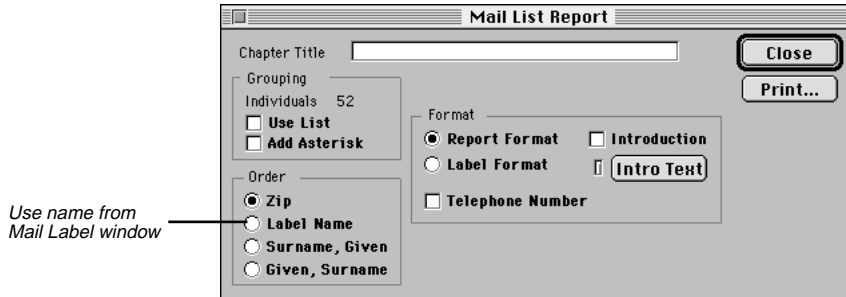 Mail List Report
Chapter Title
Close
Print...
Grouping
Individuals 52
Use List
Add Asterisk
Format
Report Format
Introduction
Label Format
Intro Text
Telephone Number
Order
Zip
Label Name
Surname, Given
Given, Surname
Use name from
Mail Label window